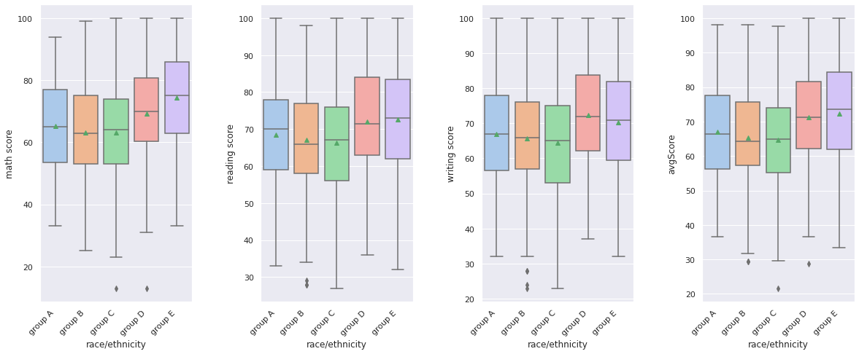 math score
100
80
60
40
20
group A
group B
group C
group D
group E
race/ethnicity
reading score
100
90
80
70
60
50
40
30
group A
group B
group C
group D
group E
race/ethnicity
writing score
100
90
80
70
60
50
40
30
20
group A
group B
group C
group D
group E
race/ethnicity
avgScore
100
90
80
70
60
50
40
30
20
group A
group B
group C
group D
group E
race/ethnicity